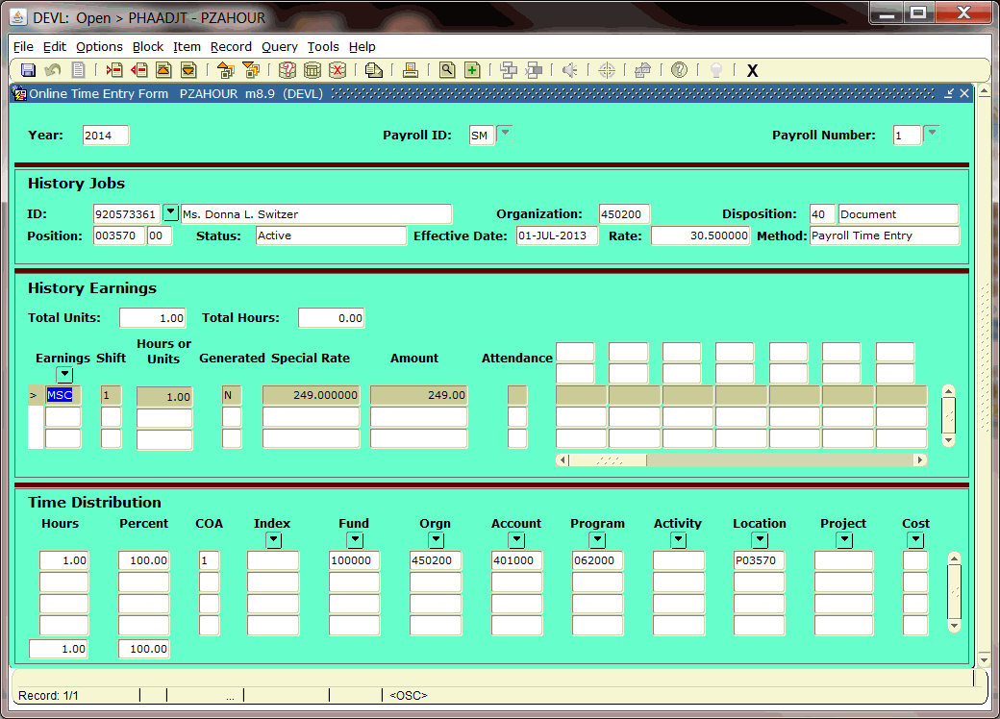 DEVL: Open > PHAADJT - PZAHOUR
File Edit Options Block Item Record Query Tools Help
Online Time Entry Form PZAHOUR m8.9 (DEVL)
Year: 2014 Payroll ID: SM Payroll Number: 1
History Jobs
ID: 920573361 Ms. Donna L. Switzer Organization: 450200 Disposition: 40 Document
Position: 003570 00 Status: Active Effective Date: 01-JUL-2013 Rate: 30.500000 Method: Payroll Time Entry
History Earnings
Total Units: 1.00 Total Hours: 0.00
Earnings Shift Hours or Units Generated Special Rate Amount Attendance
> MSC 1 1.00 N 249.000000 249.00
Time Distribution
Hours Percent COA Index Fund Orgn Account Program Activity Location Project Cost
1.00 100.00 1 100000 450200 401000 062000 P03570
1.00 100.00
Record: 1/1 ... <OSC>